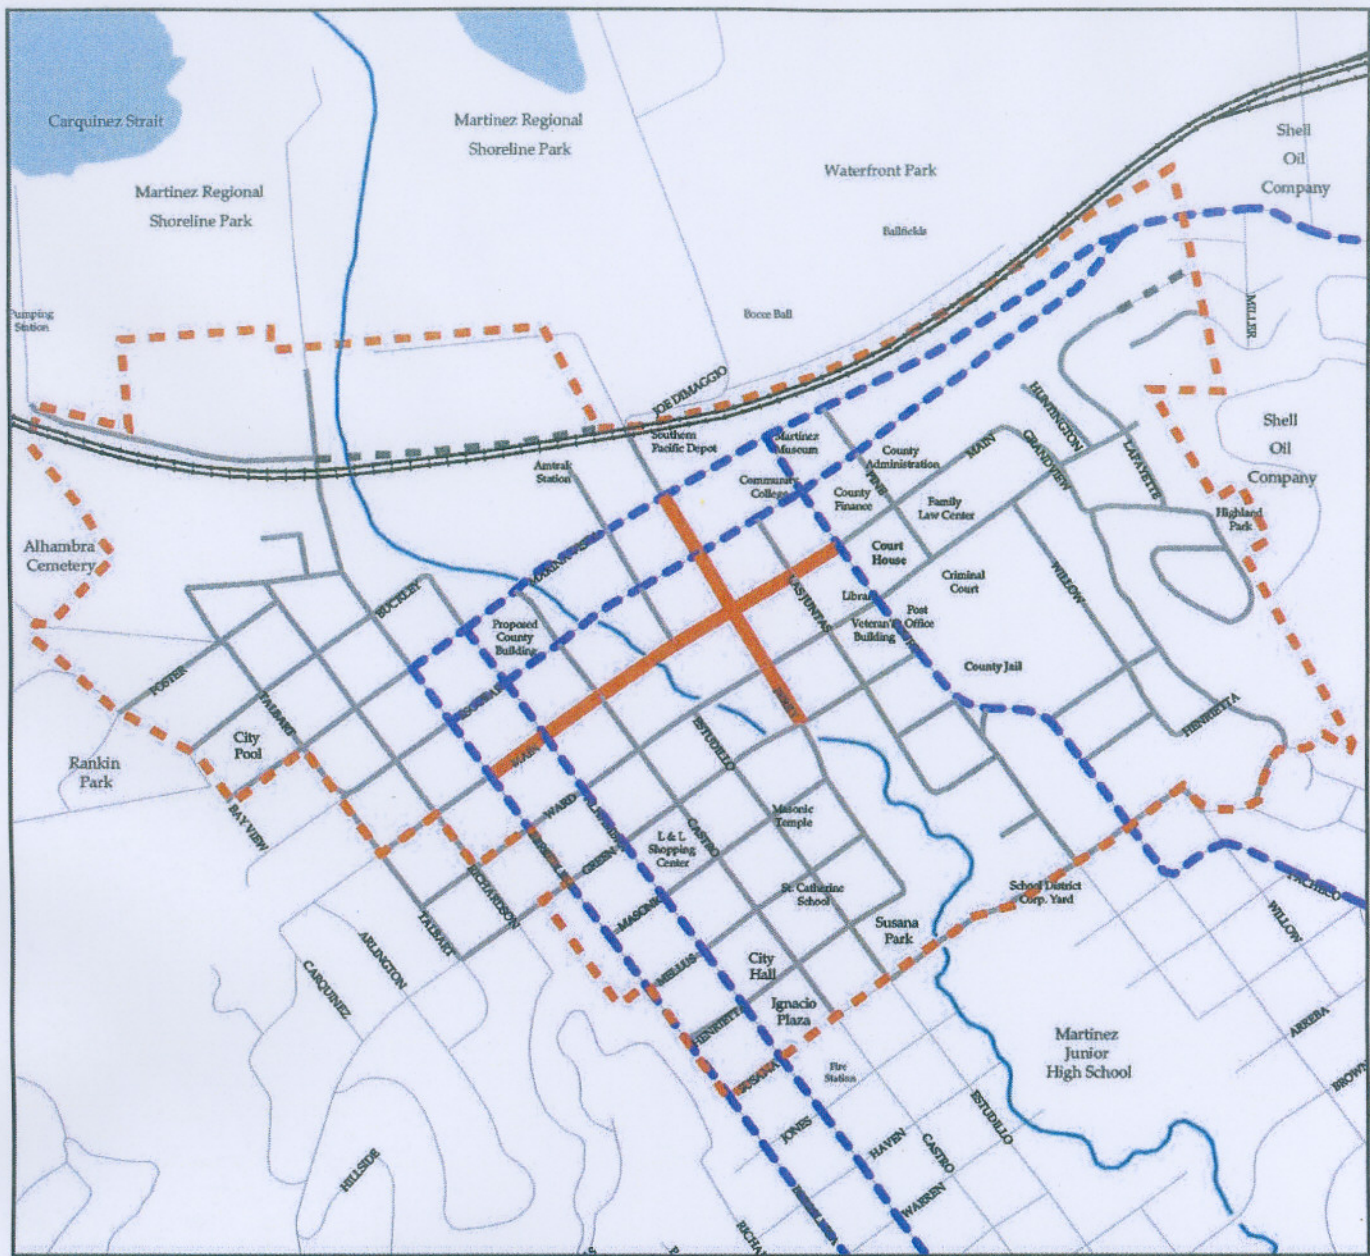 Carquinez Strait
Martinez Regional
Shoreline Park
Martinez Regional
Shoreline Park
Waterfront Park
Ballfields
Bocce Ball
Shell
Oil
Company
Pumping
Station
MILLER
JOE DIMAGGIO
Southern
Pacific Depot
Martinez
Museum
County
Administration
MAIN
HUNTINGTON
GRANDVIEW
LAFAYETTE
Shell
Oil
Company
Amtrak
Station
Community
College
PINE
County
Finance
Family
Law Center
Highland
Park
Alhambra
Cemetery
Court
House
Criminal
Court
WILLOW
BUCKLEY
LAS JUNTAS
Proposed
County
Building
Veteran's
Building
Post
Office
County Jail
FOSTER
TALBART
FERRY
HENRIETTA
City
Pool
Rankin
Park
MAIN
ESTUDILLO
BAY VIEW
WARD
Masonic
Temple
GREEN
L & L
Shopping
Center
CASTRO
RICHARDSON
TALBART
MASONIC
St. Catherine
School
School District
Corp. Yard
PACHECO
WILLOW
Susana
Park
ARLINGTON
CARQUINEZ
MELLUS
City
Hall
Ignacio
Plaza
HENRIETTA
Martinez
Junior
High School
ARREBA
SUSANA
Fire
Station
JONES
ESTUDILLO
HAVEN
CASTRO
WARREN
HILLSIDE